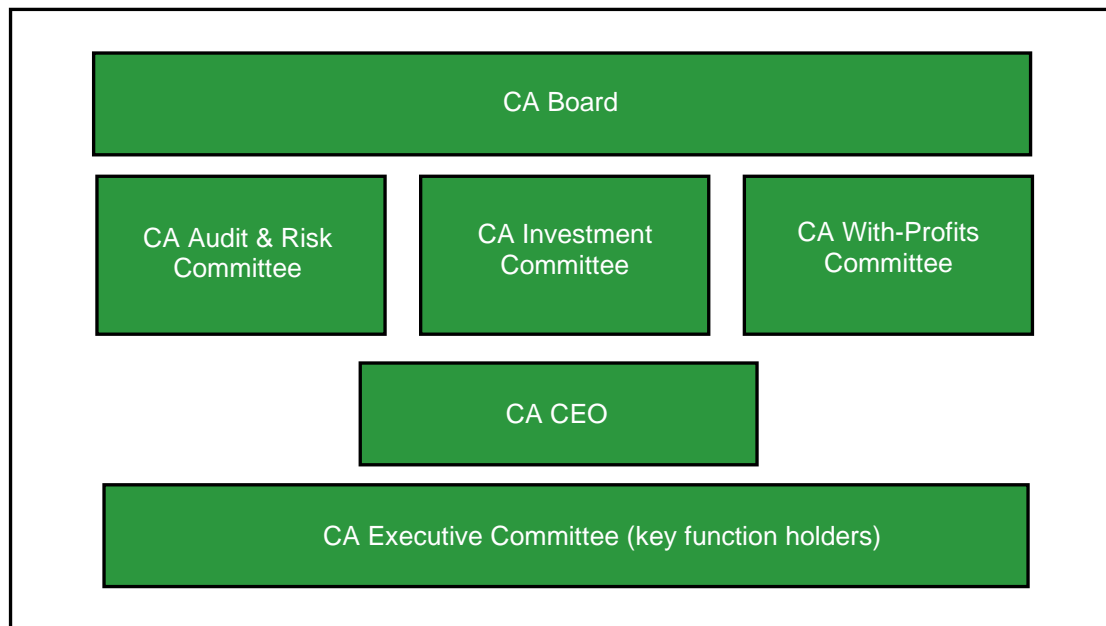 CA Board
CA Audit & Risk
Committee
CA Investment
Committee
CA With-Profits
Committee
CA CEO
CA Executive Committee (key function holders)